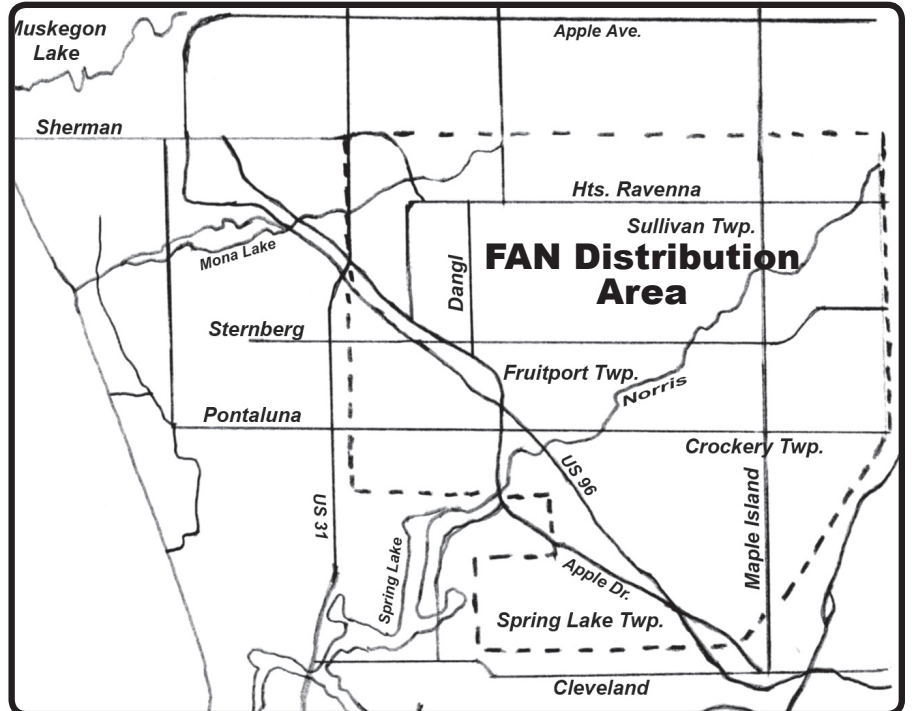 Muskegon
Lake
Apple Ave.
Sherman
Hts. Ravenna
Sullivan Twp.
Mona Lake
FAN Distribution
Area
Dangl
Sternberg
Fruitport Twp.
Norris
Pontaluna
Crockery Twp.
US 96
US 31
Maple Island
Spring Lake
Apple Dr.
Spring Lake Twp.
Cleveland